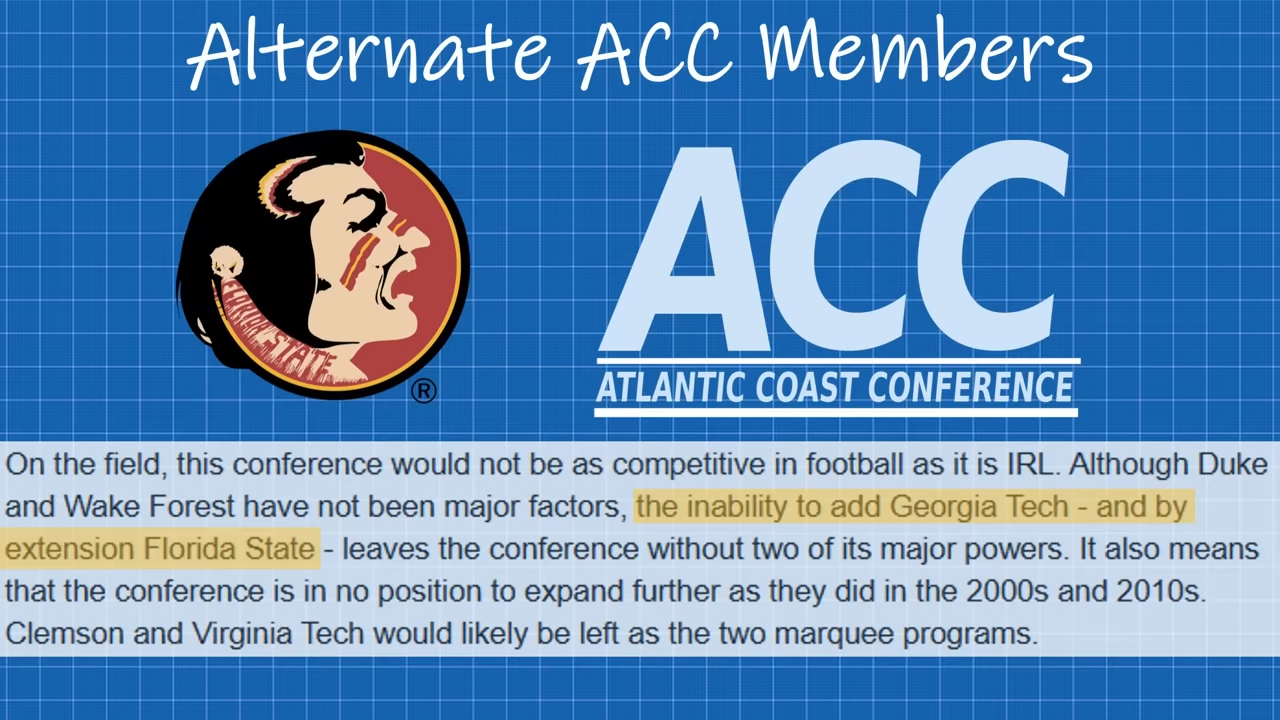 Alternate ACC Members
FLORIDA STATE
®
ACC
ATLANTIC COAST CONFERENCE
On the field, this conference would not be as competitive in football as it is IRL. Although Duke
and Wake Forest have not been major factors, the inability to add Georgia Tech - and by
extension Florida State - leaves the conference without two of its major powers. It also means
that the conference is in no position to expand further as they did in the 2000s and 2010s.
Clemson and Virginia Tech would likely be left as the two marquee programs.